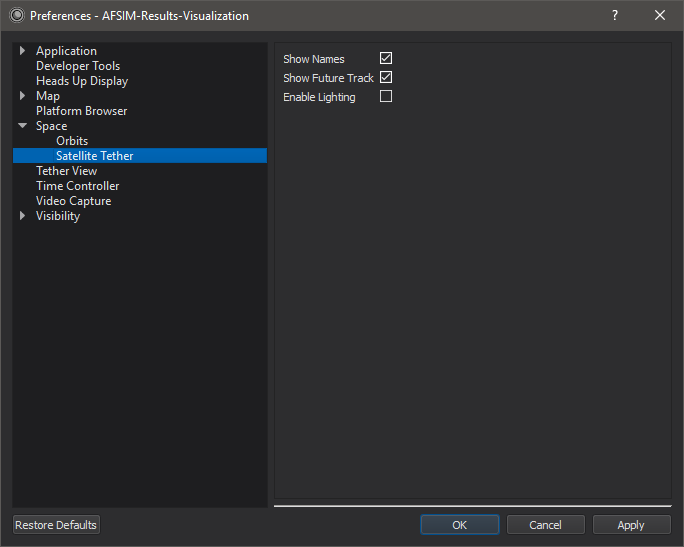 Preferences - AFSIM-Results-Visualization
?
Application
Developer Tools
Heads Up Display
Map
Platform Browser
Space
Orbits
Satellite Tether
Tether View
Time Controller
Video Capture
Visibility
Show Names
Show Future Track
Enable Lighting
Restore Defaults
OK
Cancel
Apply